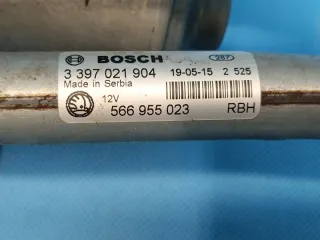 BOSCH 287
3 397 021 904 19-05-15 2 525
Made in Serbia
12V
566 955 023 RBH